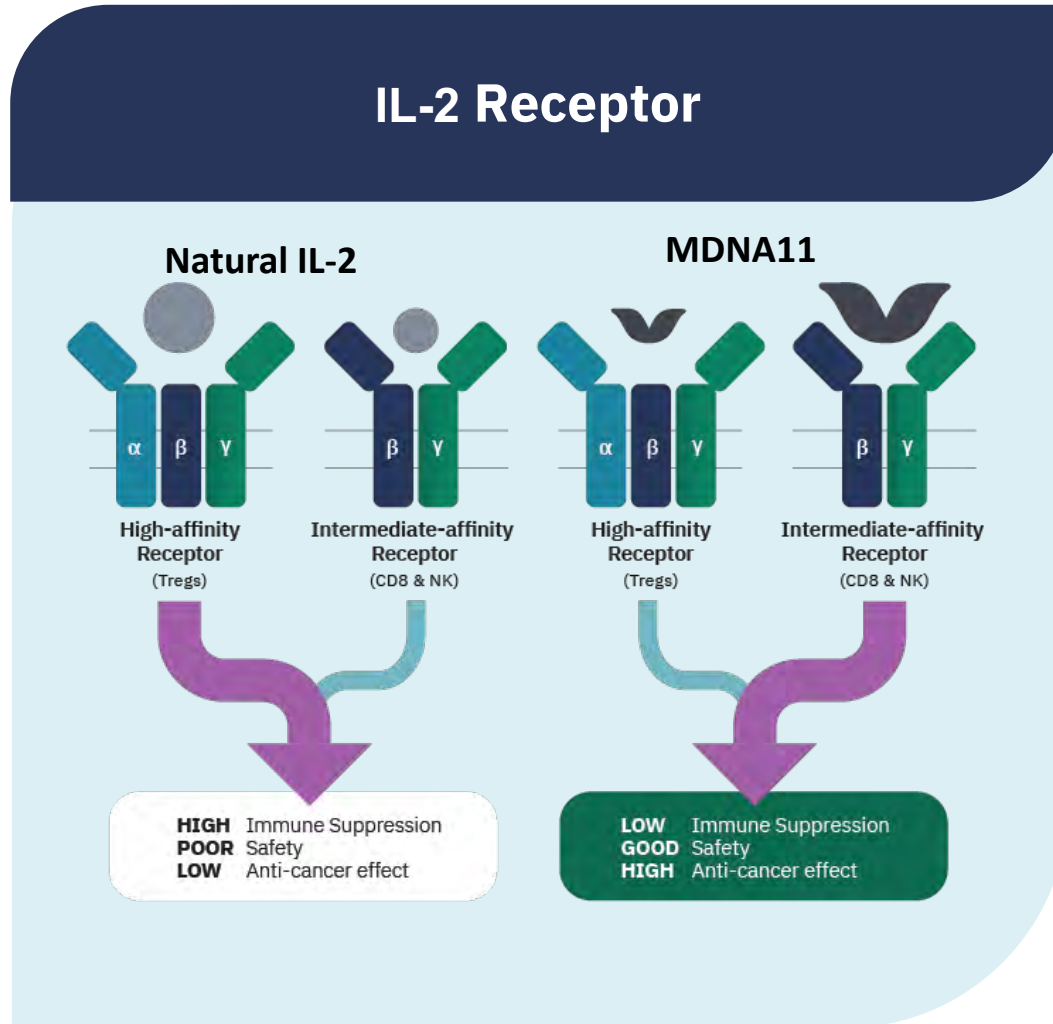 IL-2 Receptor
Natural IL-2
α β γ
High-affinity
Receptor
(Tregs)
β γ
Intermediate-affinity
Receptor
(CD8 & NK)
HIGH Immune Suppression
POOR Safety
LOW Anti-cancer effect
MDNA11
α β γ
High-affinity
Receptor
(Tregs)
β γ
Intermediate-affinity
Receptor
(CD8 & NK)
LOW Immune Suppression
GOOD Safety
HIGH Anti-cancer effect